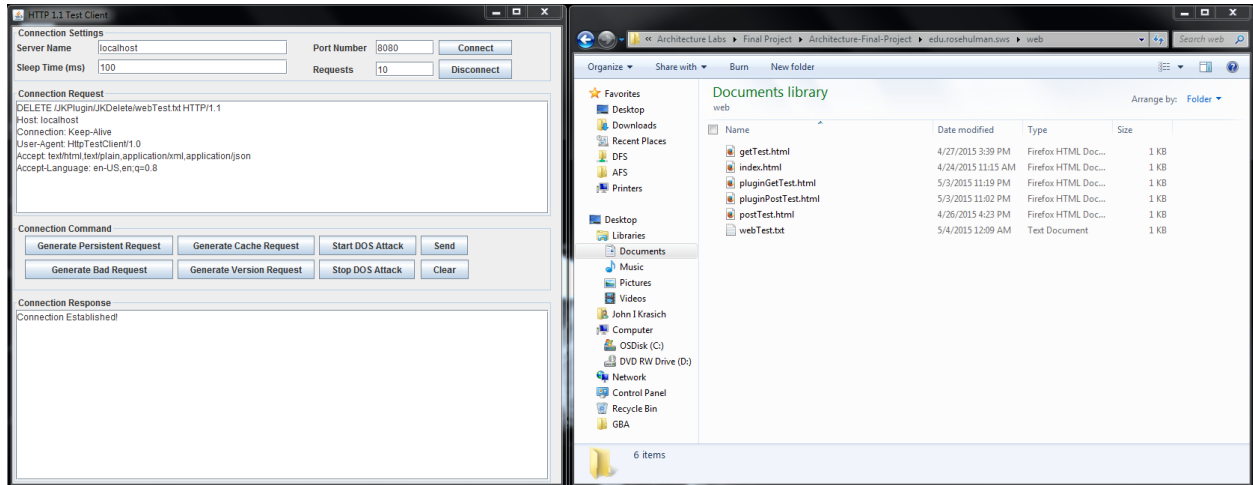 HTTP 1.1 Test Client
Connection Settings
Server Name localhost Port Number 8080 Connect
Sleep Time (ms) 100 Requests 10 Disconnect
Connection Request
DELETE /JKPlugin/JKDelete/webTest.txt HTTP/1.1
Host: localhost
Connection: Keep-Alive
User-Agent: HttpTestClient/1.0
Accept: text/html,text/plain,application/xml,application/json
Accept-Language: en-US,en;q=0.8
Connection Command
Generate Persistent Request Generate Cache Request Start DOS Attack Send
Generate Bad Request Generate Version Request Stop DOS Attack Clear
Connection Response
Connection Established!
« Architecture Labs ▸ Final Project ▸ Architecture-Final-Project ▸ edu.rosehulman.sws ▸ web Search web
Organize Share with Burn New folder
Favorites
Desktop
Downloads
Recent Places
DFS
AFS
Printers
Desktop
Libraries
Documents
Music
Pictures
Videos
John I Krasich
Computer
OSDisk (C:)
DVD RW Drive (D:)
Network
Control Panel
Recycle Bin
GBA
Documents library
web
Arrange by: Folder
Name Date modified Type Size
getTest.html 4/27/2015 3:39 PM Firefox HTML Doc... 1 KB
index.html 4/24/2015 11:15 AM Firefox HTML Doc... 1 KB
pluginGetTest.html 5/3/2015 11:19 PM Firefox HTML Doc... 1 KB
pluginPostTest.html 5/3/2015 11:02 PM Firefox HTML Doc... 1 KB
postTest.html 4/26/2015 4:23 PM Firefox HTML Doc... 1 KB
webTest.txt 5/4/2015 12:09 AM Text Document 1 KB
6 items